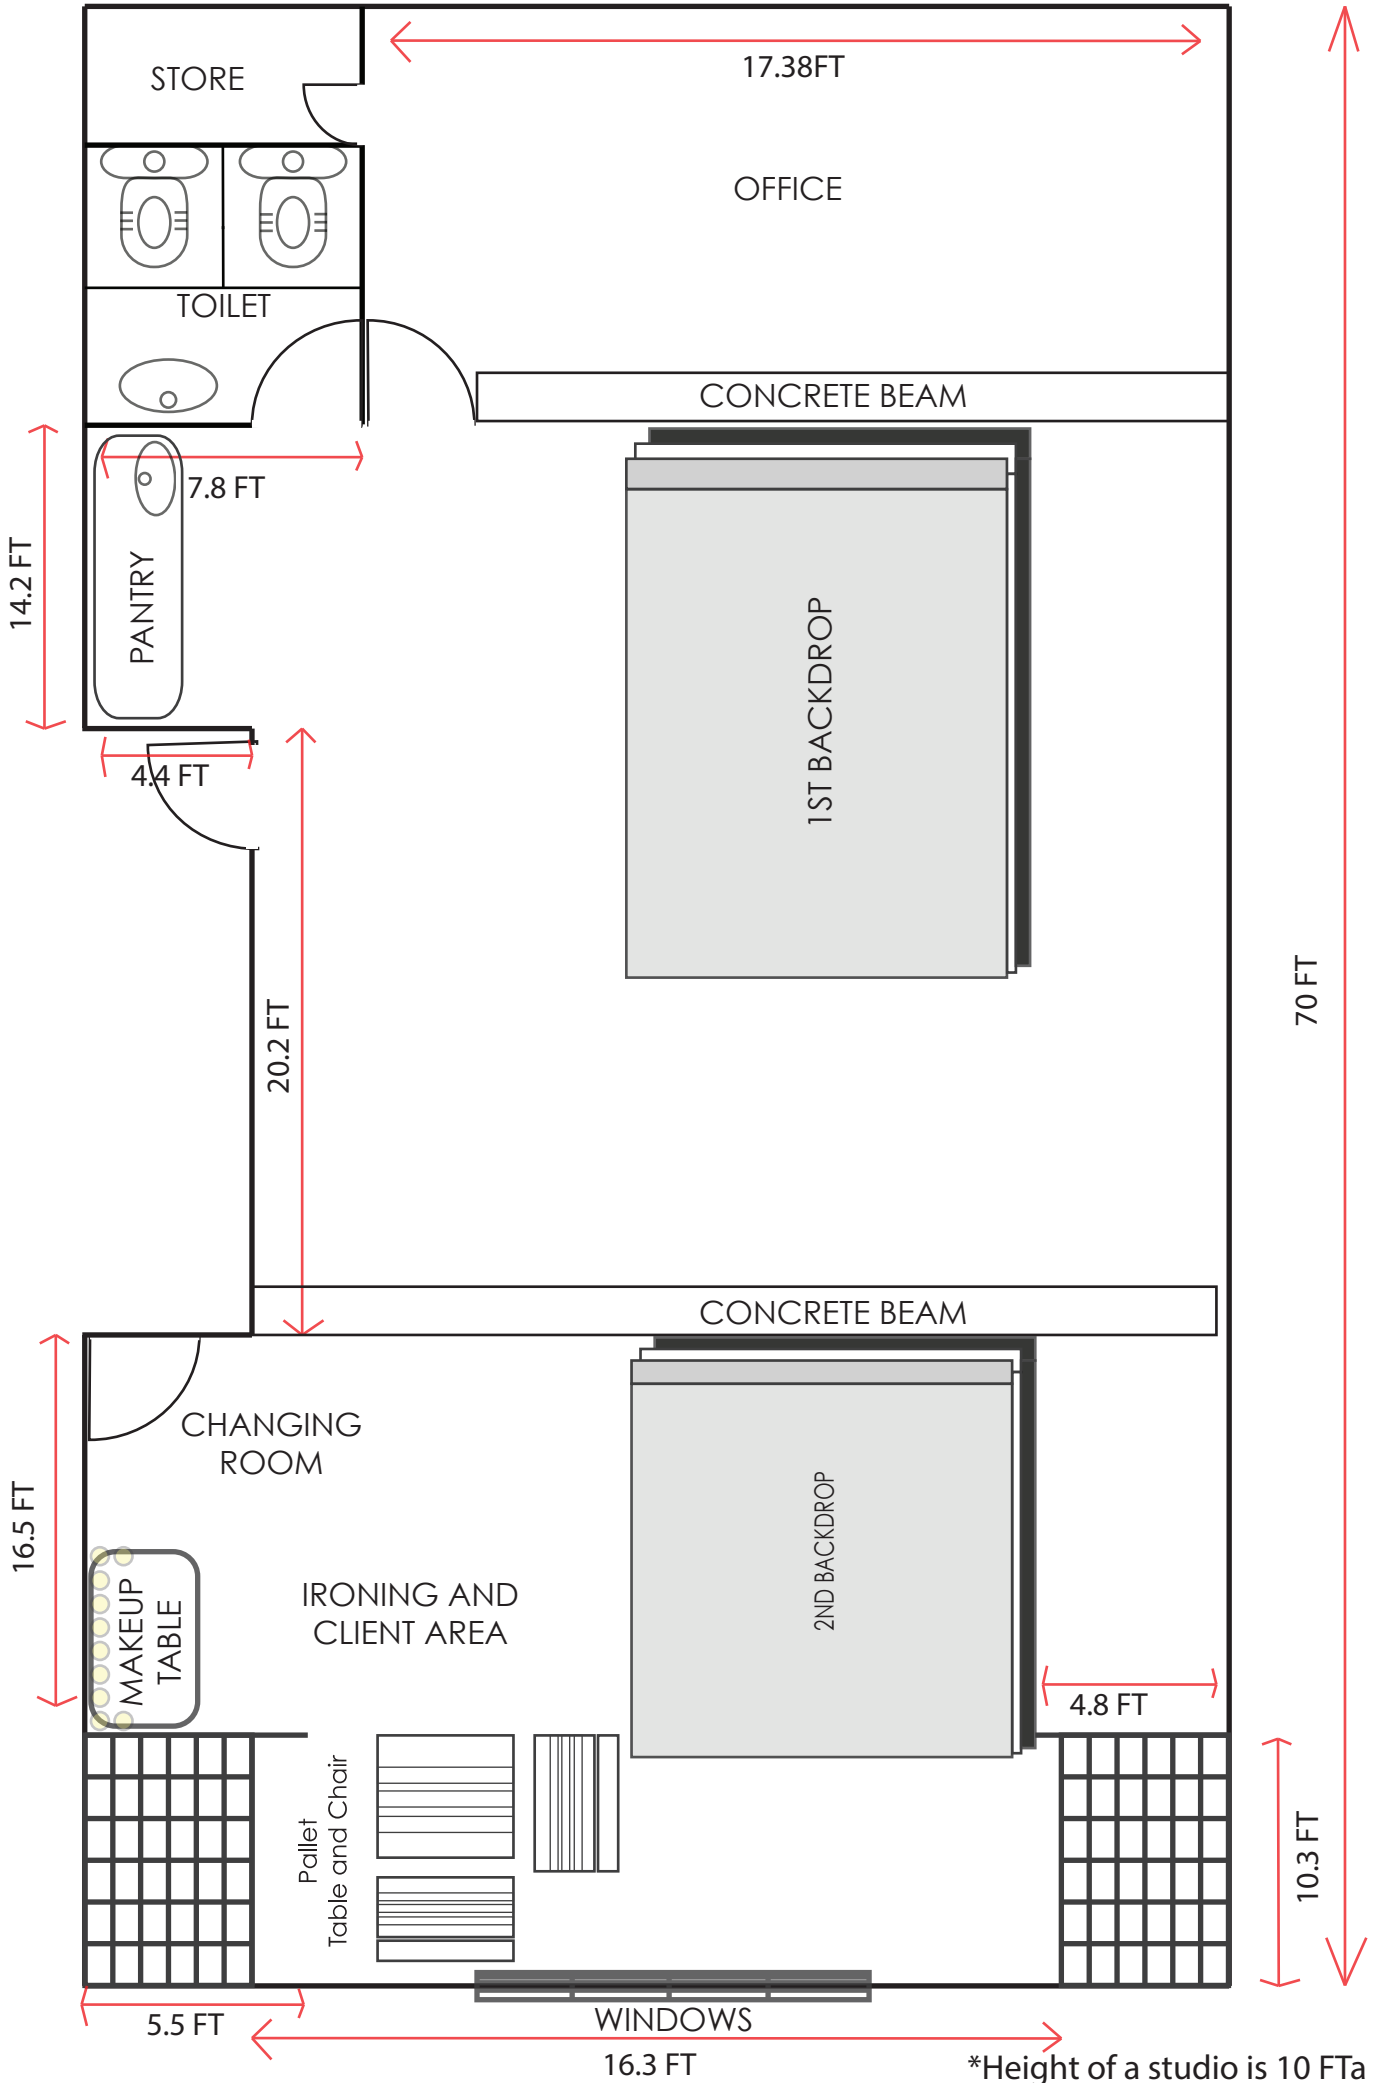 17.38FT
STORE
OFFICE
TOILET
CONCRETE BEAM
7.8 FT
14.2 FT
PANTRY
1ST BACKDROP
4.4 FT
70 FT
20.2 FT
CONCRETE BEAM
CHANGING
ROOM
16.5 FT
2ND BACKDROP
IRONING AND
CLIENT AREA
MAKEUP
TABLE
4.8 FT
Pallet
Table and Chair
10.3 FT
5.5 FT
WINDOWS
16.3 FT
*Height of a studio is 10 FTa